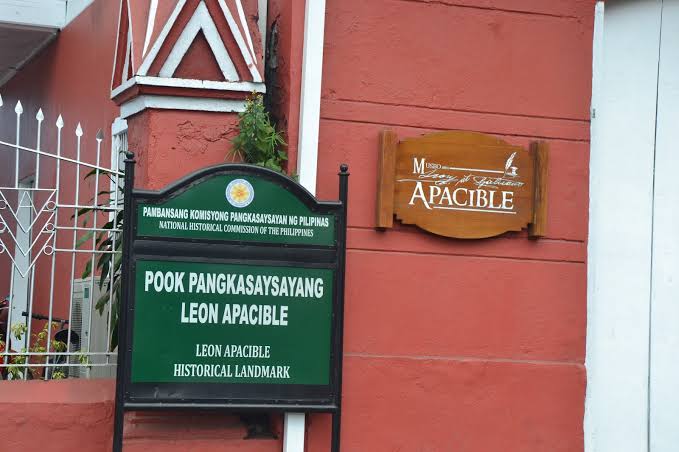 PAMBANSANG KOMISYONG PANGKASAYSAYAN NG PILIPINAS
NATIONAL HISTORICAL COMMISSION OF THE PHILIPPINES
POOK PANGKASAYSAYANG
LEON APACIBLE
LEON APACIBLE
HISTORICAL LANDMARK
MUSEO
APACIBLE